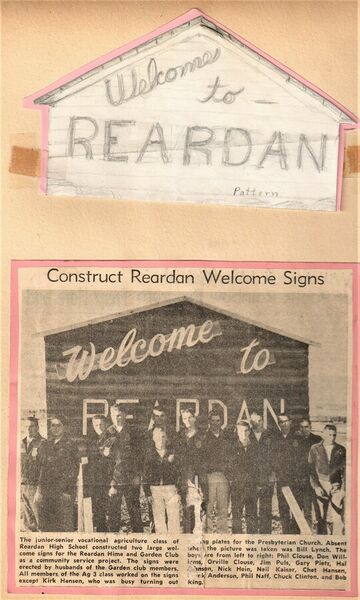 Welcome
to -
REARDAN
Pattern
Construct Reardan Welcome Signs
Welcome
to
REARDAN
The junior-senior vocational agriculture class of
Reardan High School constructed two large wel-
come signs for the Reardan Hime and Garden Club
as a community service project. The signs were
erected by husbands of the Garden club members.
All members of the Ag 3 class worked on the signs
except Kirk Hansen, who was busy turning out
plates for the Presbyterian Church. Absent
when the picture was taken was Bill Lynch. The
boys are from left to right: Phil Clouse, Don Will-
Orville Clouse, Jim Puls, Gary Pietz, Hal
Nick Hein, Neil Kaiser, Chet Hansen,
Anderson, Phil Naff, Chuck Clinton, and Bob
king.